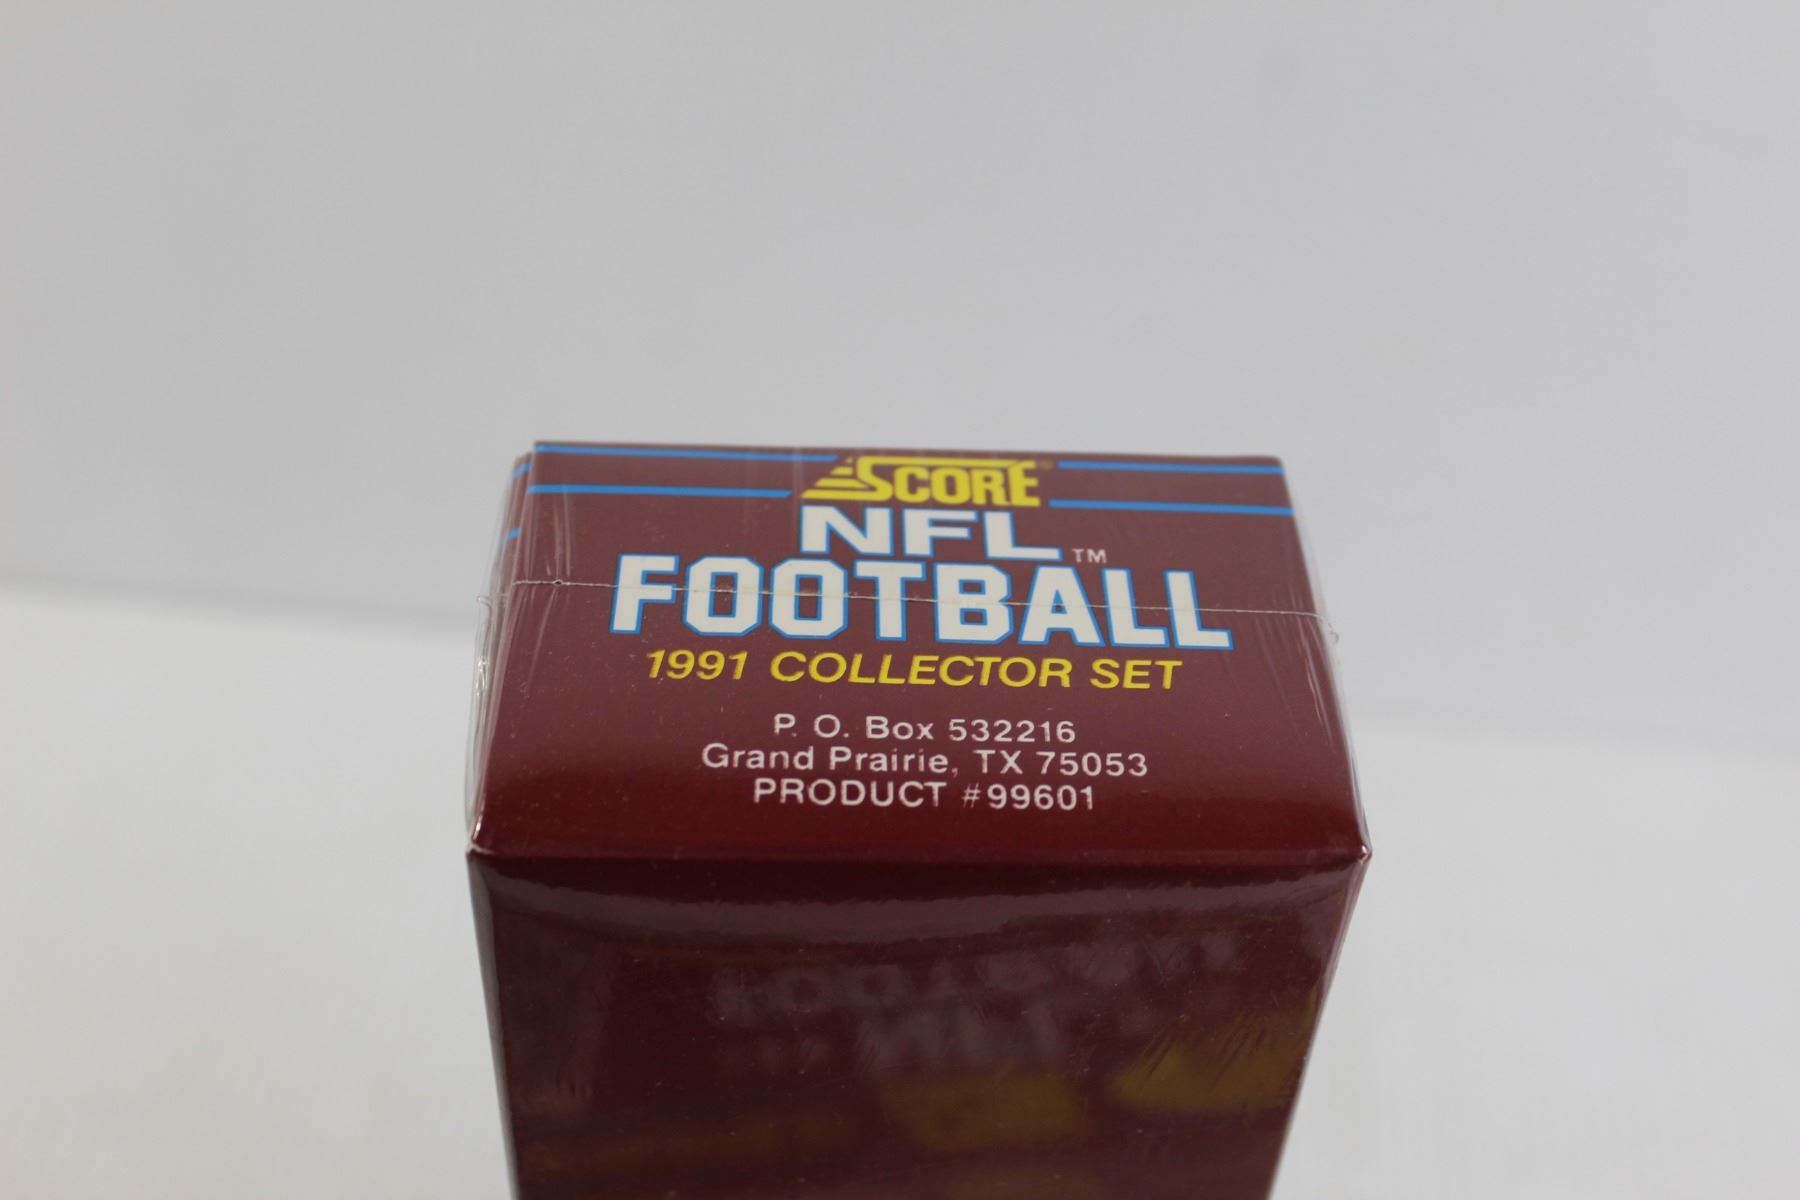 SCORE®
NFL™
FOOTBALL
1991 COLLECTOR SET
P. O. Box 532216
Grand Prairie, TX 75053
PRODUCT #99601